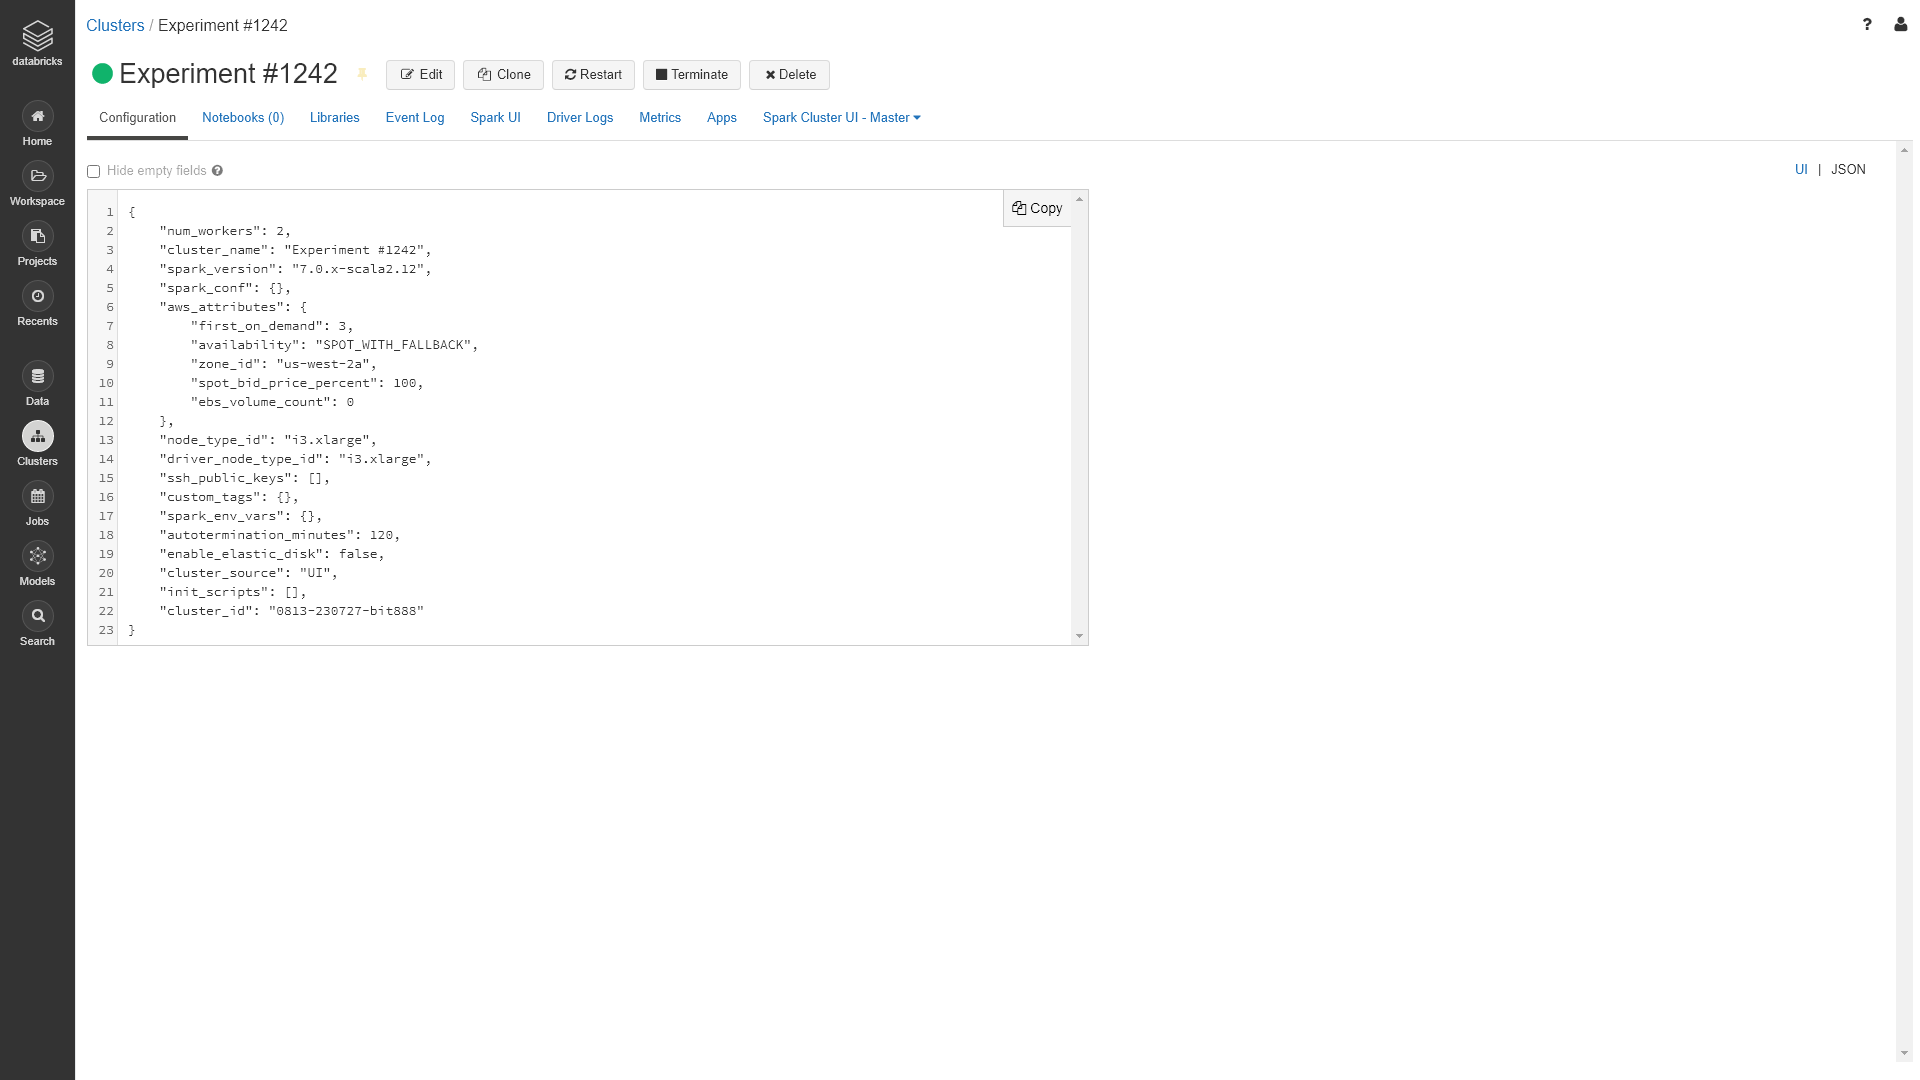 databricks
Home
Workspace
Projects
Recents
Data
Clusters
Jobs
Models
Search
Clusters / Experiment #1242
?
Experiment #1242
Edit
Clone
Restart
Terminate
Delete
Configuration
Notebooks (0)
Libraries
Event Log
Spark UI
Driver Logs
Metrics
Apps
Spark Cluster UI - Master
Hide empty fields ?
UI | JSON
Copy
1 {
2 "num_workers": 2,
3 "cluster_name": "Experiment #1242",
4 "spark_version": "7.0.x-scala2.12",
5 "spark_conf": {},
6 "aws_attributes": {
7 "first_on_demand": 3,
8 "availability": "SPOT_WITH_FALLBACK",
9 "zone_id": "us-west-2a",
10 "spot_bid_price_percent": 100,
11 "ebs_volume_count": 0
12 },
13 "node_type_id": "i3.xlarge",
14 "driver_node_type_id": "i3.xlarge",
15 "ssh_public_keys": [],
16 "custom_tags": {},
17 "spark_env_vars": {},
18 "autotermination_minutes": 120,
19 "enable_elastic_disk": false,
20 "cluster_source": "UI",
21 "init_scripts": [],
22 "cluster_id": "0813-230727-bit888"
23 }